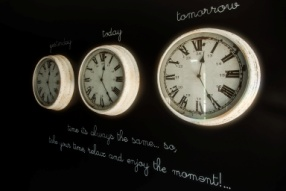 yesterday
today
tomorrow
time is always the same... so,
take your time, relax and enjoy the moment!...